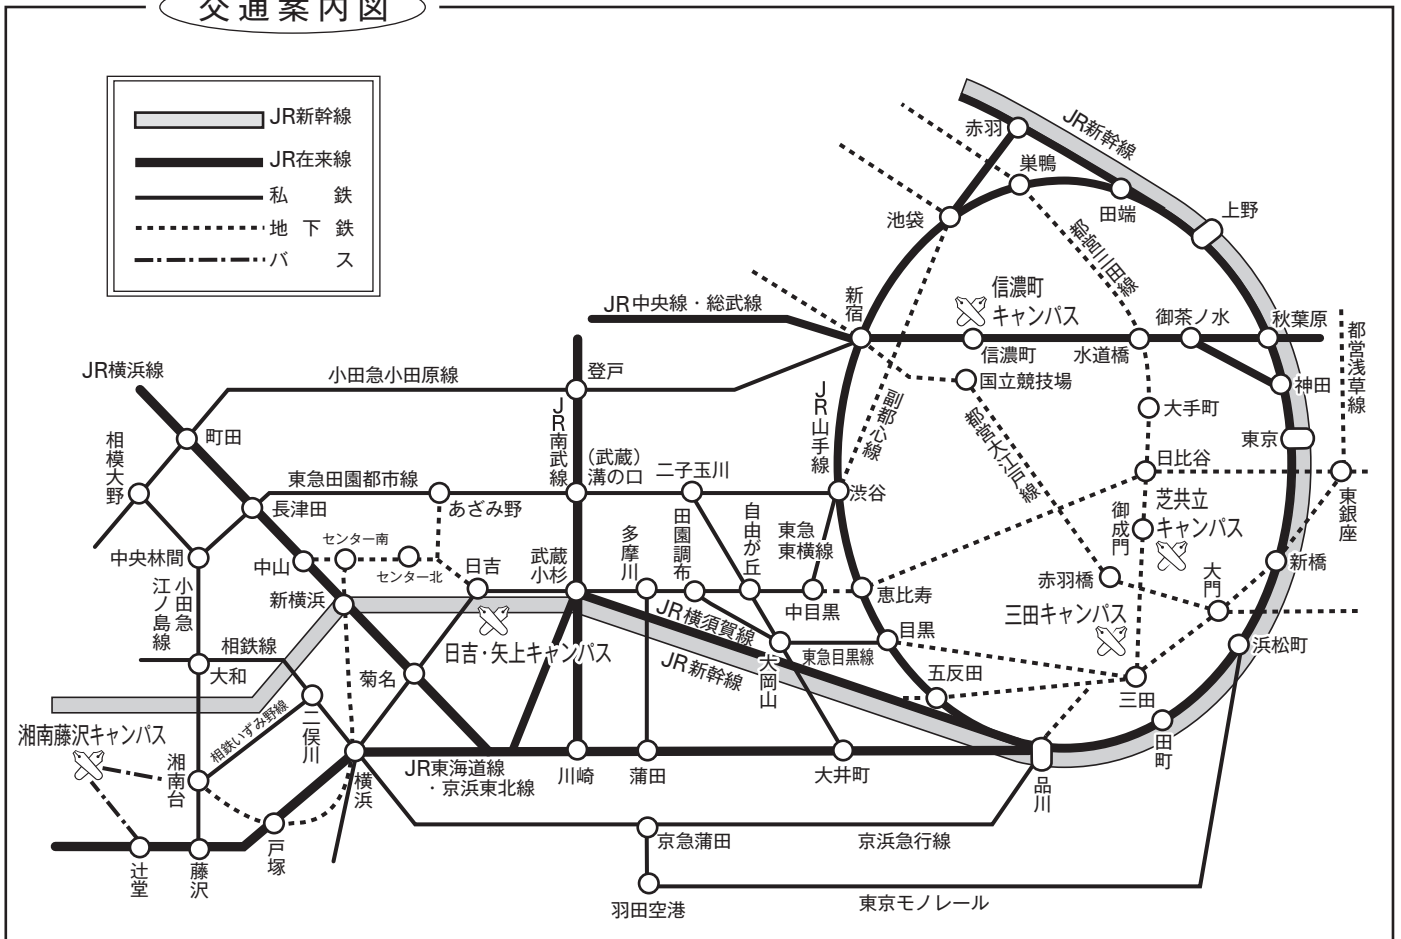 交通案内図
JR新幹線
JR在来線
私鉄
地下鉄
バス
赤羽
JR新幹線
巣鴨
田端
池袋
上野
都営三田線
新宿
信濃町
キャンパス
JR中央線・総武線
信濃町
水道橋
御茶ノ水
秋葉原
都営浅草線
JR横浜線
小田急小田原線
登戸
国立競技場
神田
JR山手線
副都心線
都営大江戸線
大手町
東京
JR南武線
町田
相模大野
東急田園都市線
(武蔵)
溝の口
二子玉川
渋谷
日比谷
東銀座
長津田
あざみ野
芝共立
キャンパス
御成門
多摩川
田園調布
自由が丘
東急
東横線
中央林間
センター南
センター北
中山
日吉
武蔵
小杉
中目黒
恵比寿
赤羽橋
大門
新橋
小田急
江ノ島線
新横浜
JR横須賀線
目黒
三田キャンパス
浜松町
相鉄線
大和
日吉・矢上キャンパス
JR新幹線
大岡山
東急目黒線
五反田
三田
菊名
二俣川
相鉄いずみ野線
湘南藤沢キャンパス
湘南台
横浜
JR東海道線
・京浜東北線
川崎
蒲田
大井町
品川
田町
戸塚
京急蒲田
京浜急行線
辻堂
藤沢
羽田空港
東京モノレール